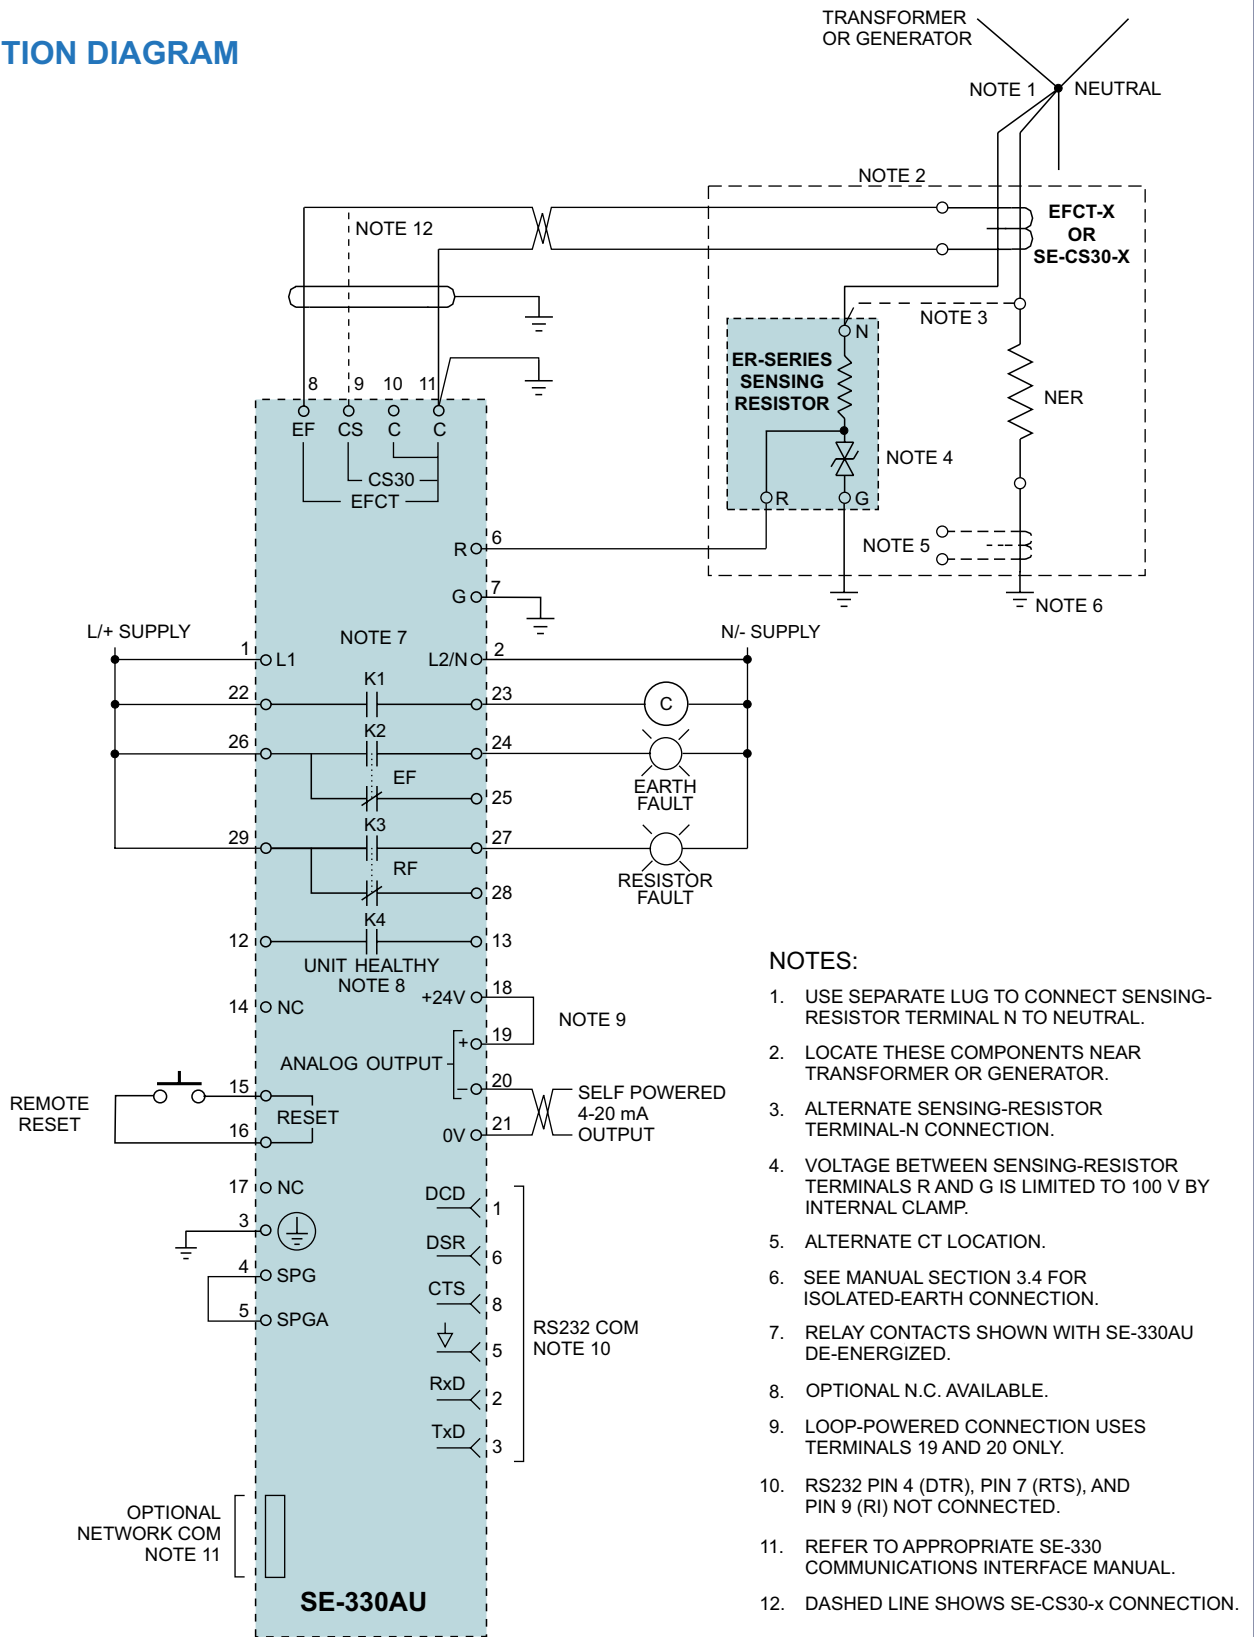 TION DIAGRAM
TRANSFORMER
OR GENERATOR
NOTE 1
NEUTRAL
NOTE 2
EFCT-X
OR
SE-CS30-X
NOTE 12
NOTE 3
N
ER-SERIES
SENSING
RESISTOR
NER
NOTE 4
R
G
NOTE 5
NOTE 6
8 9 10 11
EF CS C C
CS30
EFCT
R 6
G 7
L/+ SUPPLY
N/- SUPPLY
NOTE 7
1 L1
L2/N 2
22
K1
23
C
26
K2
24
EF
25
EARTH
FAULT
29
K3
27
RF
28
RESISTOR
FAULT
12
K4
13
UNIT HEALTHY
NOTE 8
14 NC
+24V 18
NOTE 9
+ 19
ANALOG OUTPUT
− 20
SELF POWERED
4-20 mA
OUTPUT
0V 21
REMOTE
RESET
15
RESET
16
17 NC
3
4 SPG
5 SPGA
DCD
1
DSR
6
CTS
8
5
RxD
2
TxD
3
RS232 COM
NOTE 10
OPTIONAL
NETWORK COM
NOTE 11
SE-330AU
NOTES:
1. USE SEPARATE LUG TO CONNECT SENSING-
RESISTOR TERMINAL N TO NEUTRAL.
2. LOCATE THESE COMPONENTS NEAR
TRANSFORMER OR GENERATOR.
3. ALTERNATE SENSING-RESISTOR
TERMINAL-N CONNECTION.
4. VOLTAGE BETWEEN SENSING-RESISTOR
TERMINALS R AND G IS LIMITED TO 100 V BY
INTERNAL CLAMP.
5. ALTERNATE CT LOCATION.
6. SEE MANUAL SECTION 3.4 FOR
ISOLATED-EARTH CONNECTION.
7. RELAY CONTACTS SHOWN WITH SE-330AU
DE-ENERGIZED.
8. OPTIONAL N.C. AVAILABLE.
9. LOOP-POWERED CONNECTION USES
TERMINALS 19 AND 20 ONLY.
10. RS232 PIN 4 (DTR), PIN 7 (RTS), AND
PIN 9 (RI) NOT CONNECTED.
11. REFER TO APPROPRIATE SE-330
COMMUNICATIONS INTERFACE MANUAL.
12. DASHED LINE SHOWS SE-CS30-x CONNECTION.